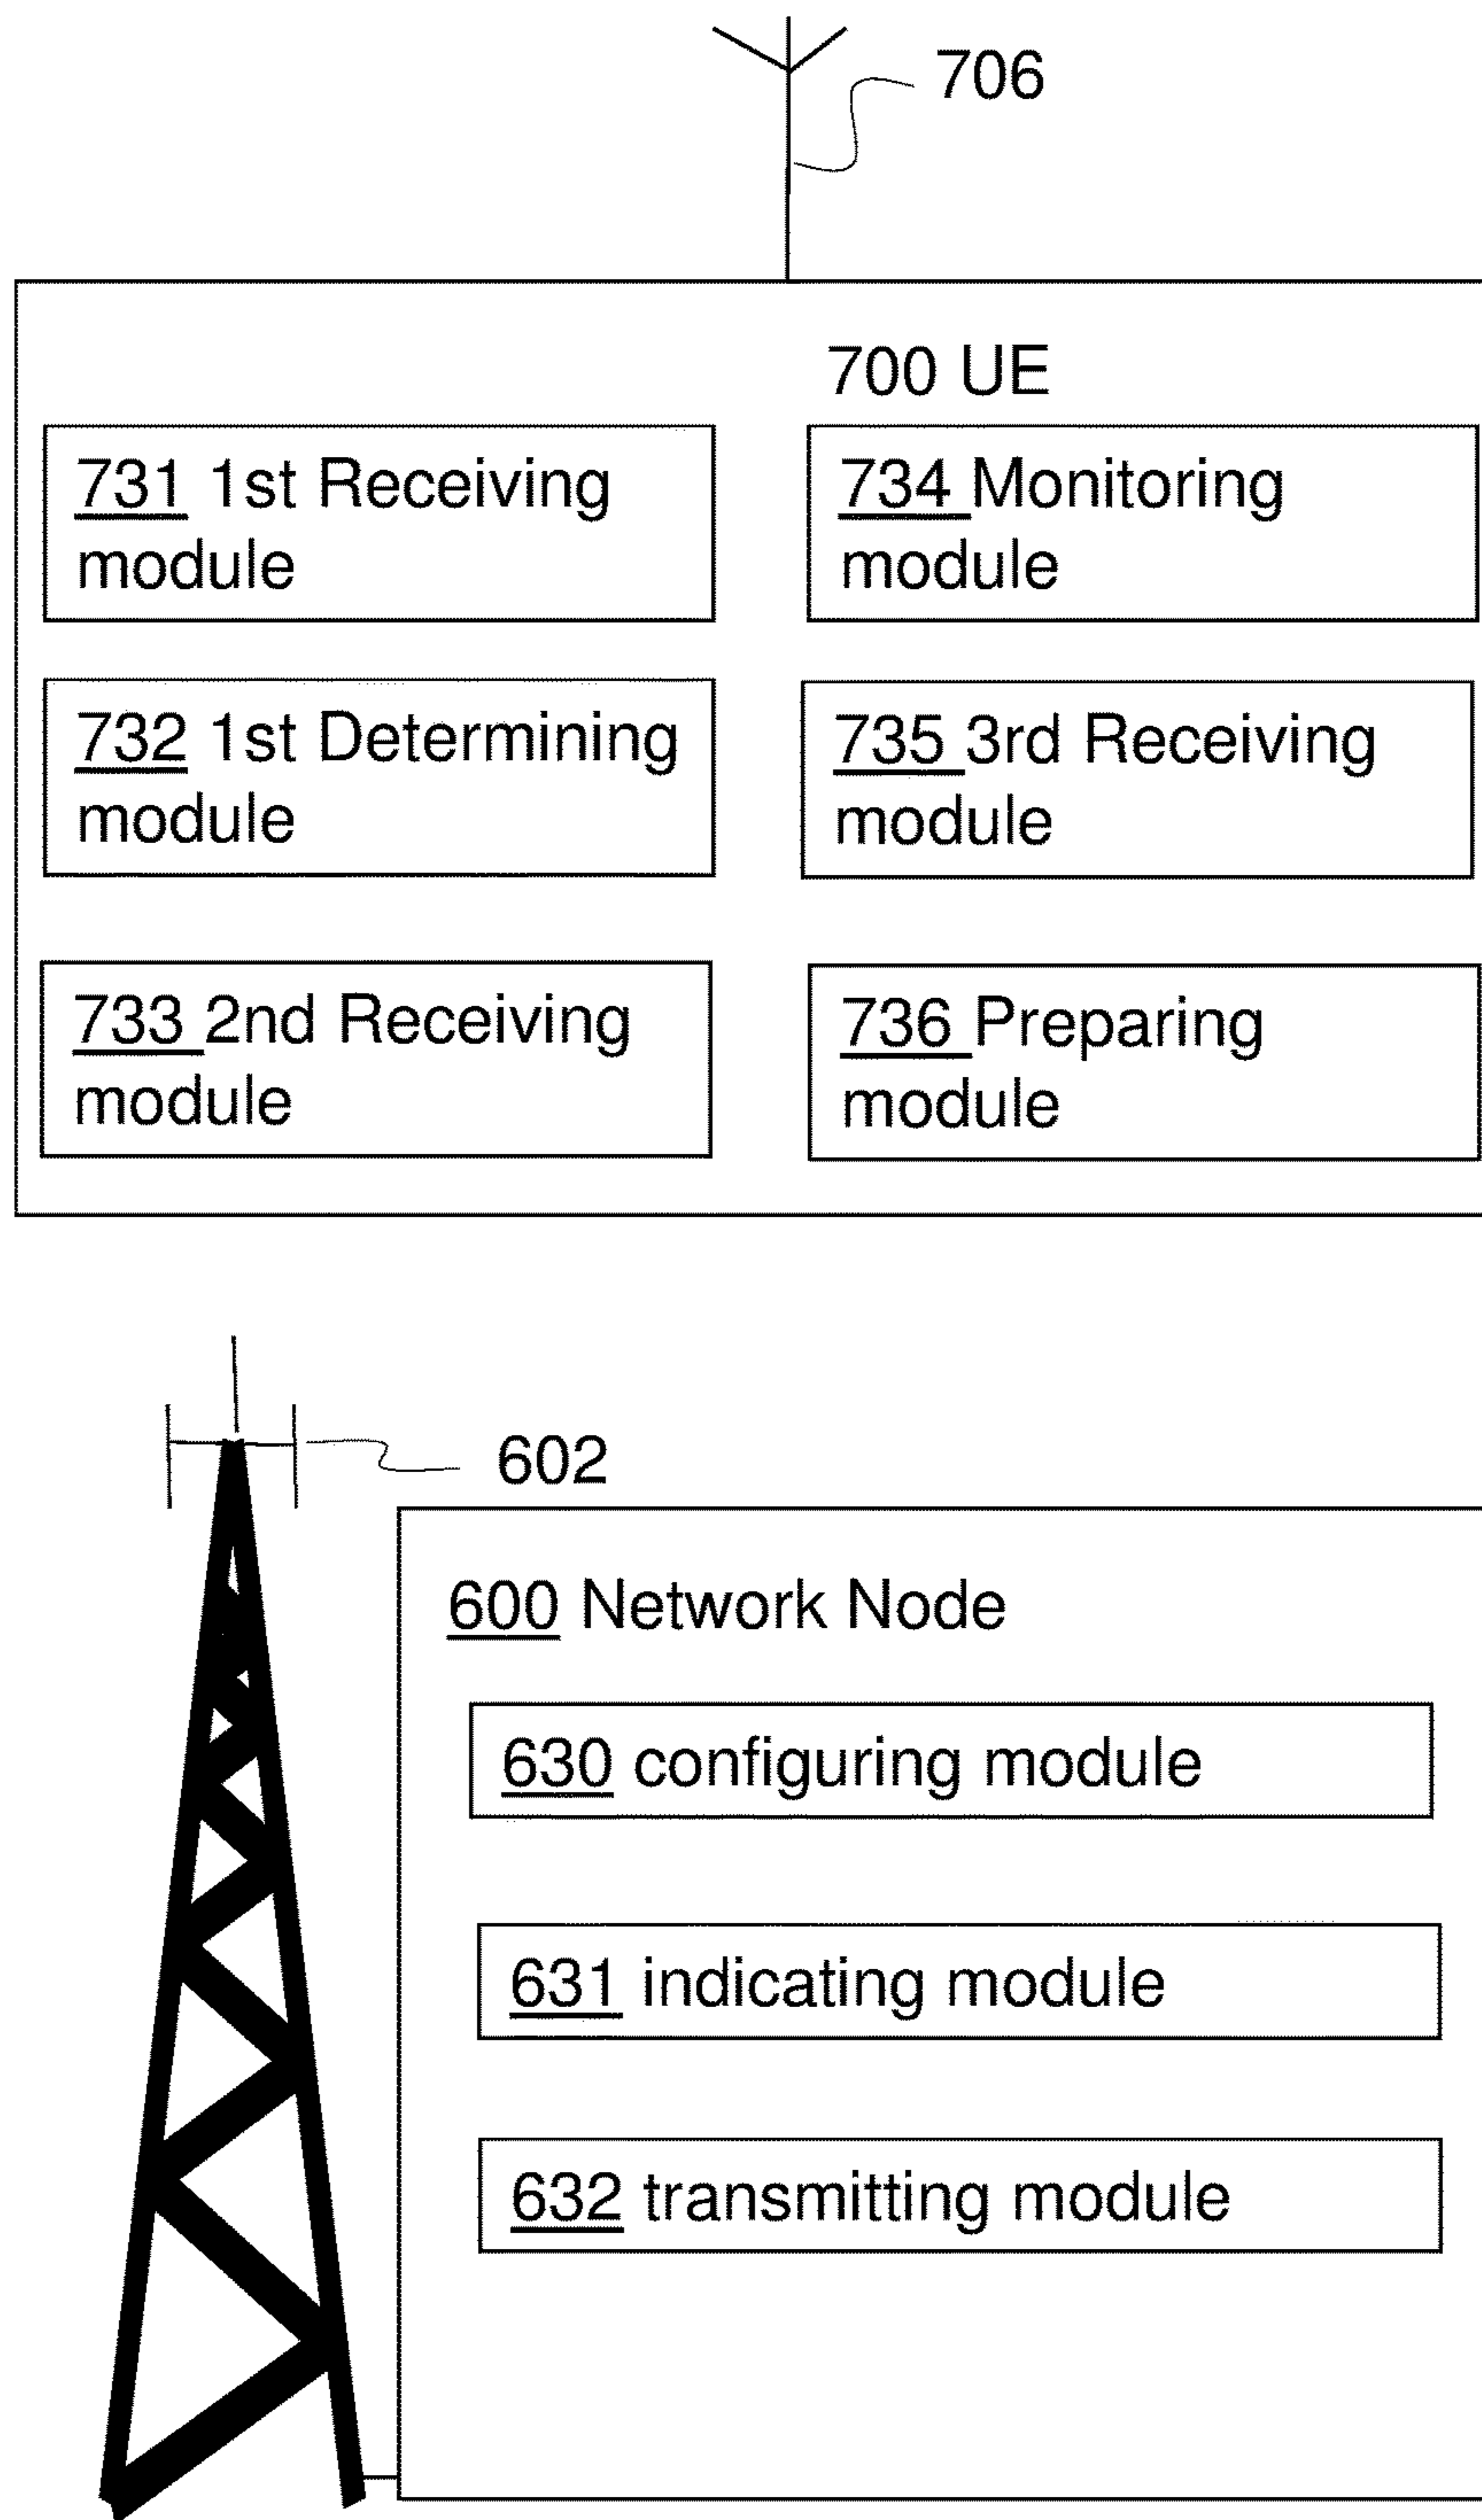 706
700 UE
731 1st Receiving
module
734 Monitoring
module
732 1st Determining
module
735 3rd Receiving
module
733 2nd Receiving
module
736 Preparing
module
602
600 Network Node
630 configuring module
631 indicating module
632 transmitting module